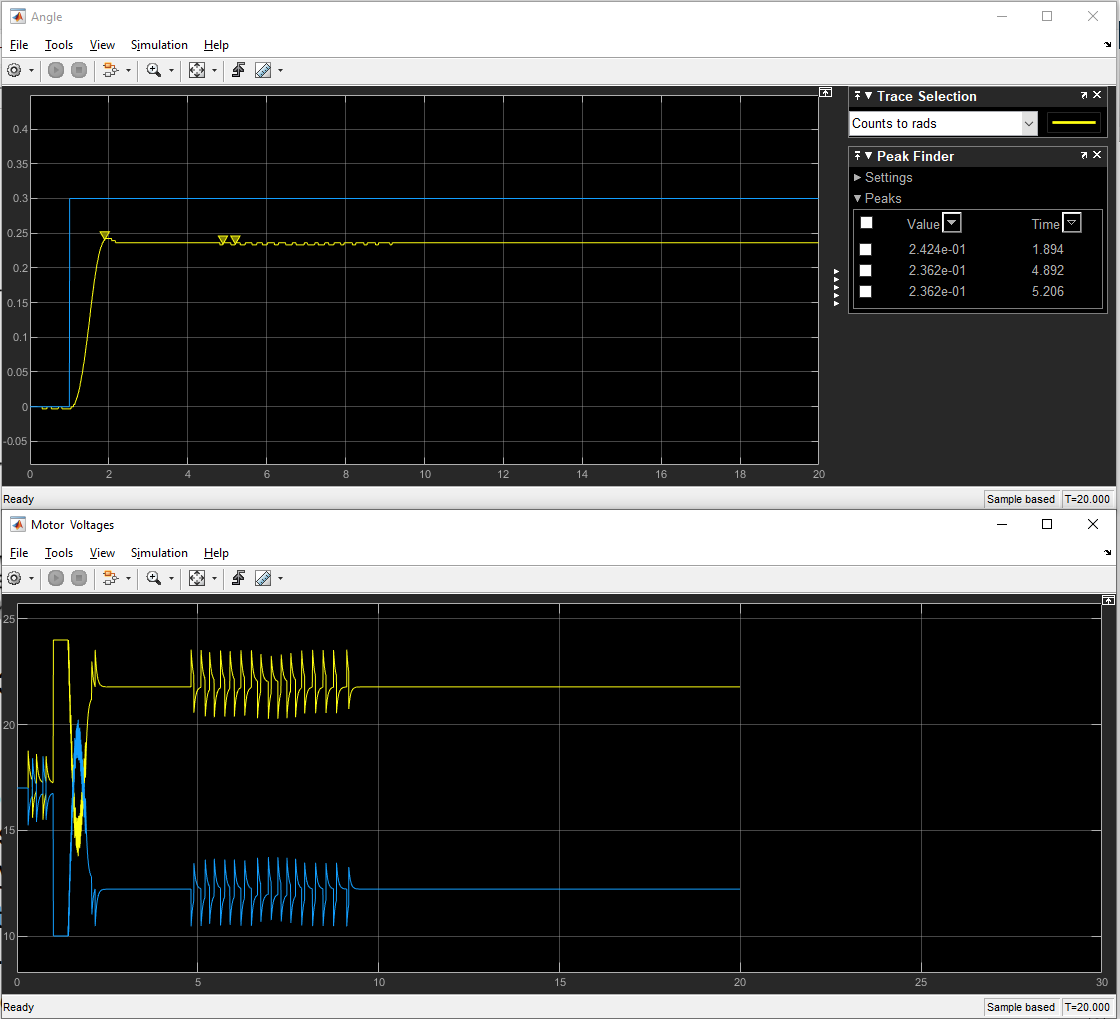 Angle
File Tools View Simulation Help
Trace Selection
Counts to rads
Peak Finder
Settings
Peaks
Value Time
2.424e-01 1.894
2.362e-01 4.892
2.362e-01 5.206
0.4
0.35
0.3
0.25
0.2
0.15
0.1
0.05
0
-0.05
0 2 4 6 8 10 12 14 16 18 20
Ready Sample based T=20.000
Motor Voltages
File Tools View Simulation Help
25
20
15
10
0 5 10 15 20 25 30
Ready Sample based T=20.000